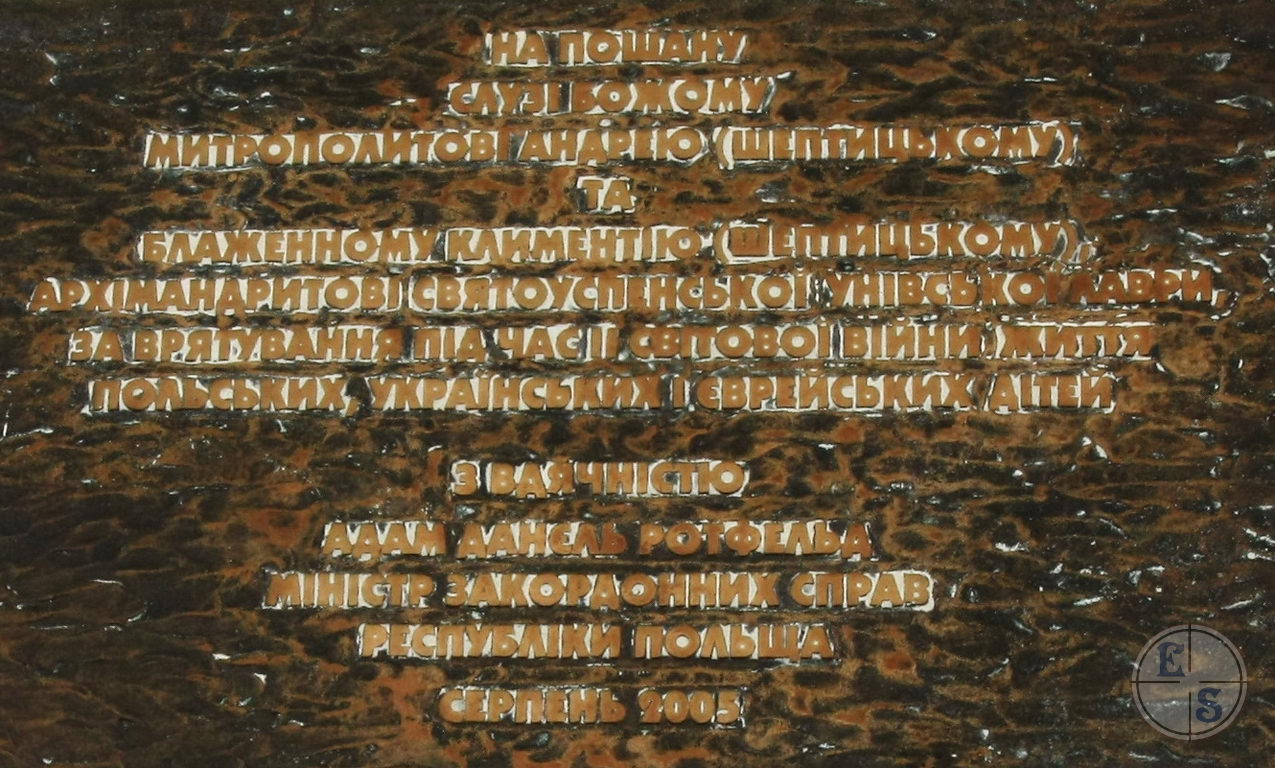 НА ПОШАНУ
СЛУЗІ БОЖОМУ
МИТРОПОЛИТОВІ АНДРЕЮ (ШЕПТИЦЬКОМУ)
ТА
БЛАЖЕННОМУ КЛИМЕНТІЮ (ШЕПТИЦЬКОМУ),
АРХІМАНДРИТОВІ СВЯТОУСПЕНСЬКОЇ УНІВСЬКОЇ ЛАВРИ,
ЗА ВРЯТУВАННЯ ПІД ЧАС ІІ СВІТОВОЇ ВІЙНИ ЖИТТЯ
ПОЛЬСЬКИХ, УКРАЇНСЬКИХ І ЄВРЕЙСЬКИХ ДІТЕЙ
З ВДЯЧНІСТЮ
АДАМ ДАНЄЛЬ РОТФЕЛЬД
МІНІСТР ЗАКОРДОННИХ СПРАВ
РЕСПУБЛІКИ ПОЛЬЩА
СЕРПЕНЬ 2005
E S